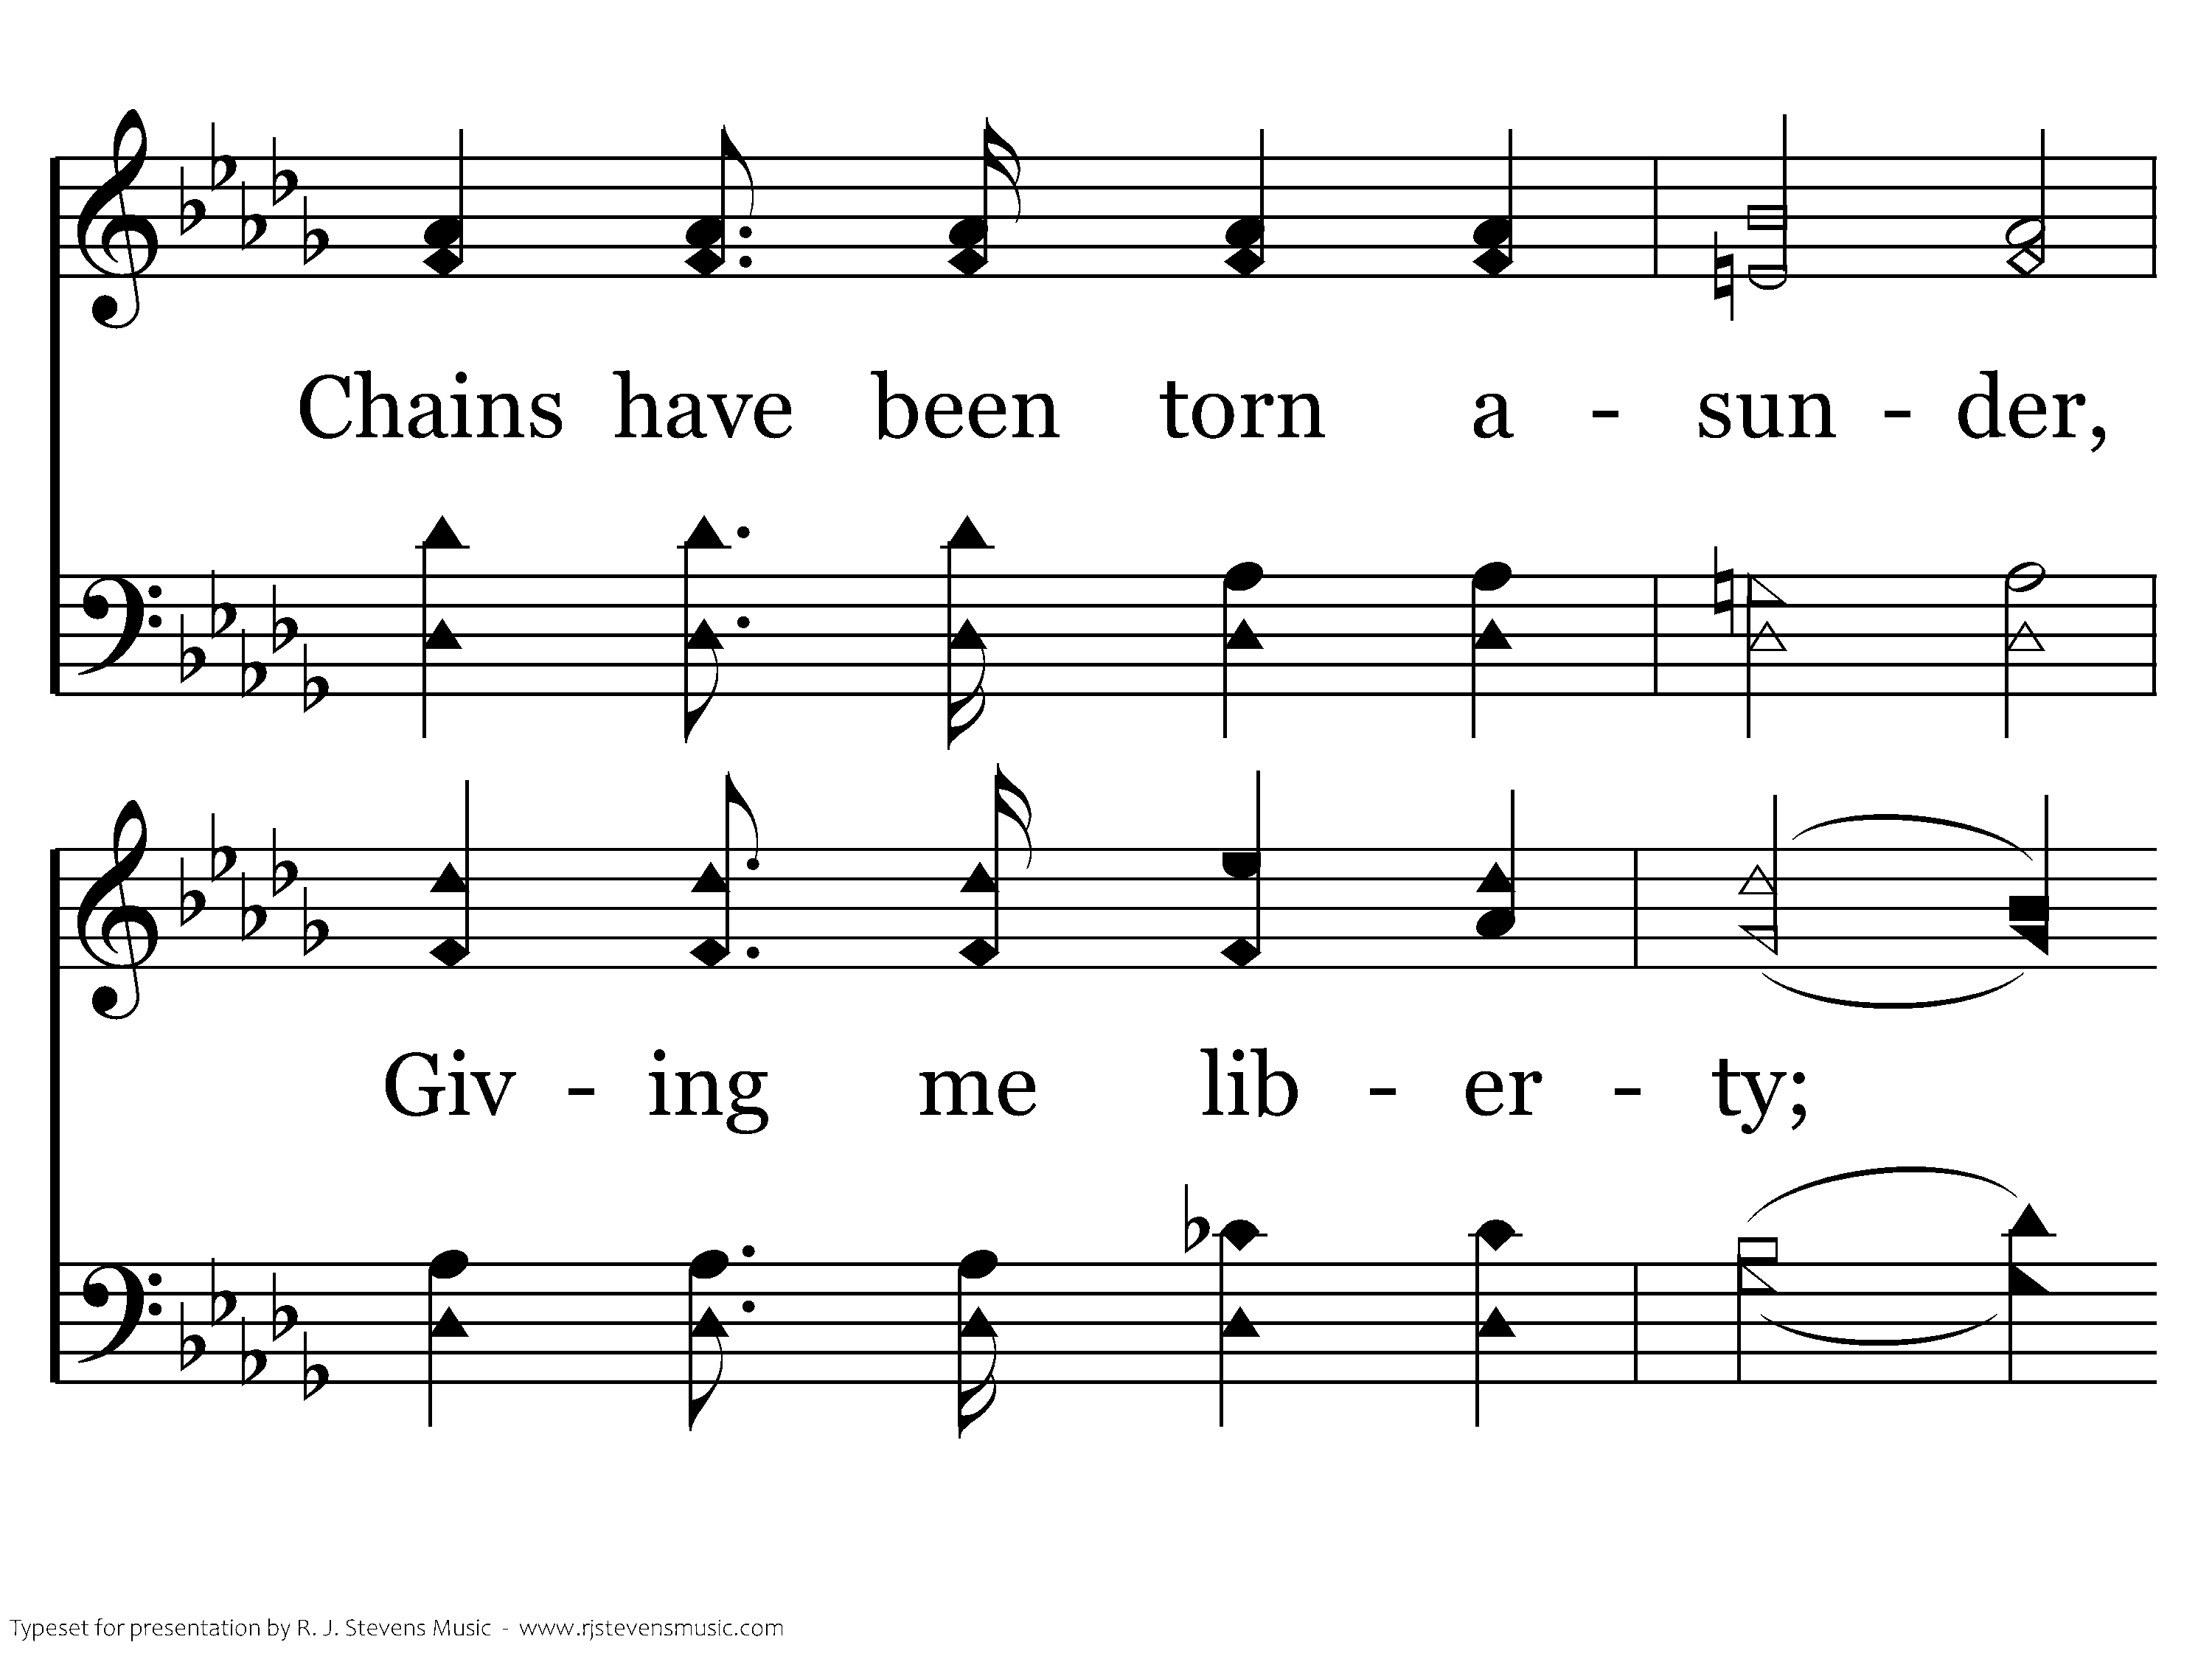 Chains have been torn a - sun - der,
Giv - ing me lib - er - ty;
Typeset for presentation by R. J. Stevens Music - www.rjstevensmusic.com